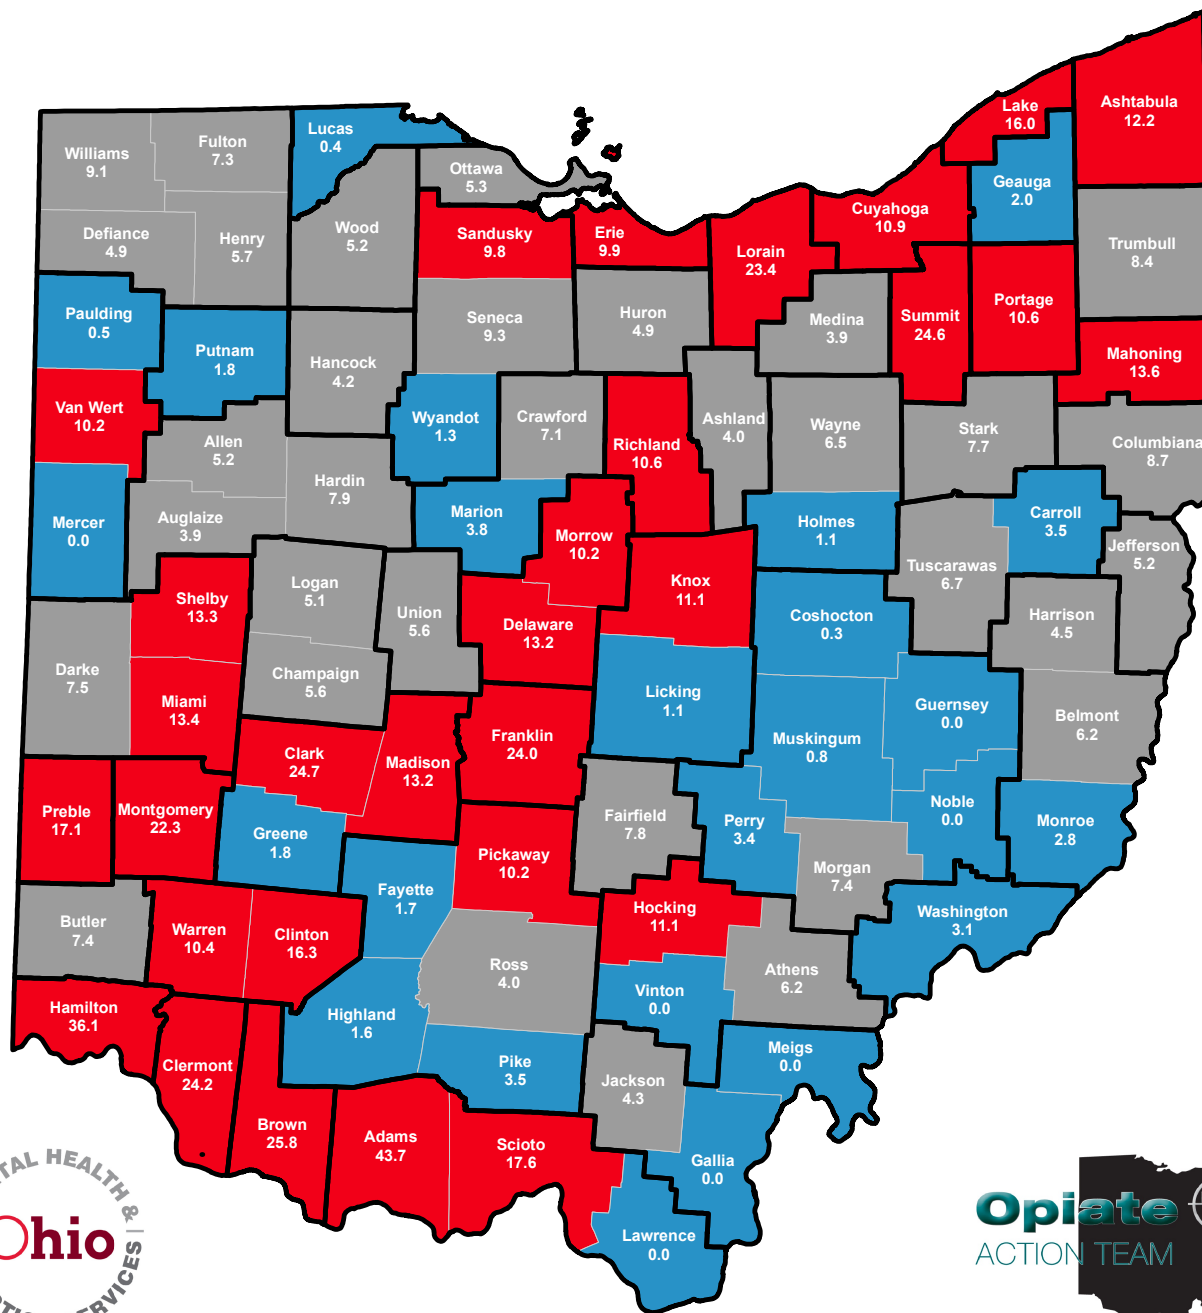 Lake
16.0
Ashtabula
12.2
Williams
9.1
Fulton
7.3
Lucas
0.4
Ottawa
5.3
Geauga
2.0
Defiance
4.9
Henry
5.7
Wood
5.2
Sandusky
9.8
Erie
9.9
Lorain
23.4
Cuyahoga
10.9
Trumbull
8.4
Paulding
0.5
Putnam
1.8
Hancock
4.2
Seneca
9.3
Huron
4.9
Medina
3.9
Summit
24.6
Portage
10.6
Mahoning
13.6
Van Wert
10.2
Allen
5.2
Wyandot
1.3
Crawford
7.1
Richland
10.6
Ashland
4.0
Wayne
6.5
Stark
7.7
Columbiana
8.7
Mercer
0.0
Auglaize
3.9
Hardin
7.9
Marion
3.8
Morrow
10.2
Holmes
1.1
Tuscarawas
6.7
Carroll
3.5
Jefferson
5.2
Shelby
13.3
Logan
5.1
Union
5.6
Delaware
13.2
Knox
11.1
Coshocton
0.3
Harrison
4.5
Darke
7.5
Miami
13.4
Champaign
5.6
Licking
1.1
Muskingum
0.8
Guernsey
0.0
Belmont
6.2
Clark
24.7
Madison
13.2
Franklin
24.0
Preble
17.1
Montgomery
22.3
Greene
1.8
Fayette
1.7
Pickaway
10.2
Fairfield
7.8
Perry
3.4
Morgan
7.4
Noble
0.0
Monroe
2.8
Butler
7.4
Warren
10.4
Clinton
16.3
Ross
4.0
Hocking
11.1
Athens
6.2
Washington
3.1
Hamilton
36.1
Clermont
24.2
Highland
1.6
Pike
3.5
Vinton
0.0
Jackson
4.3
Meigs
0.0
Brown
25.8
Adams
43.7
Scioto
17.6
Gallia
0.0
Lawrence
0.0
TAL HEALTH &
Ohio
SERVICES
Opiate
ACTION TEAM